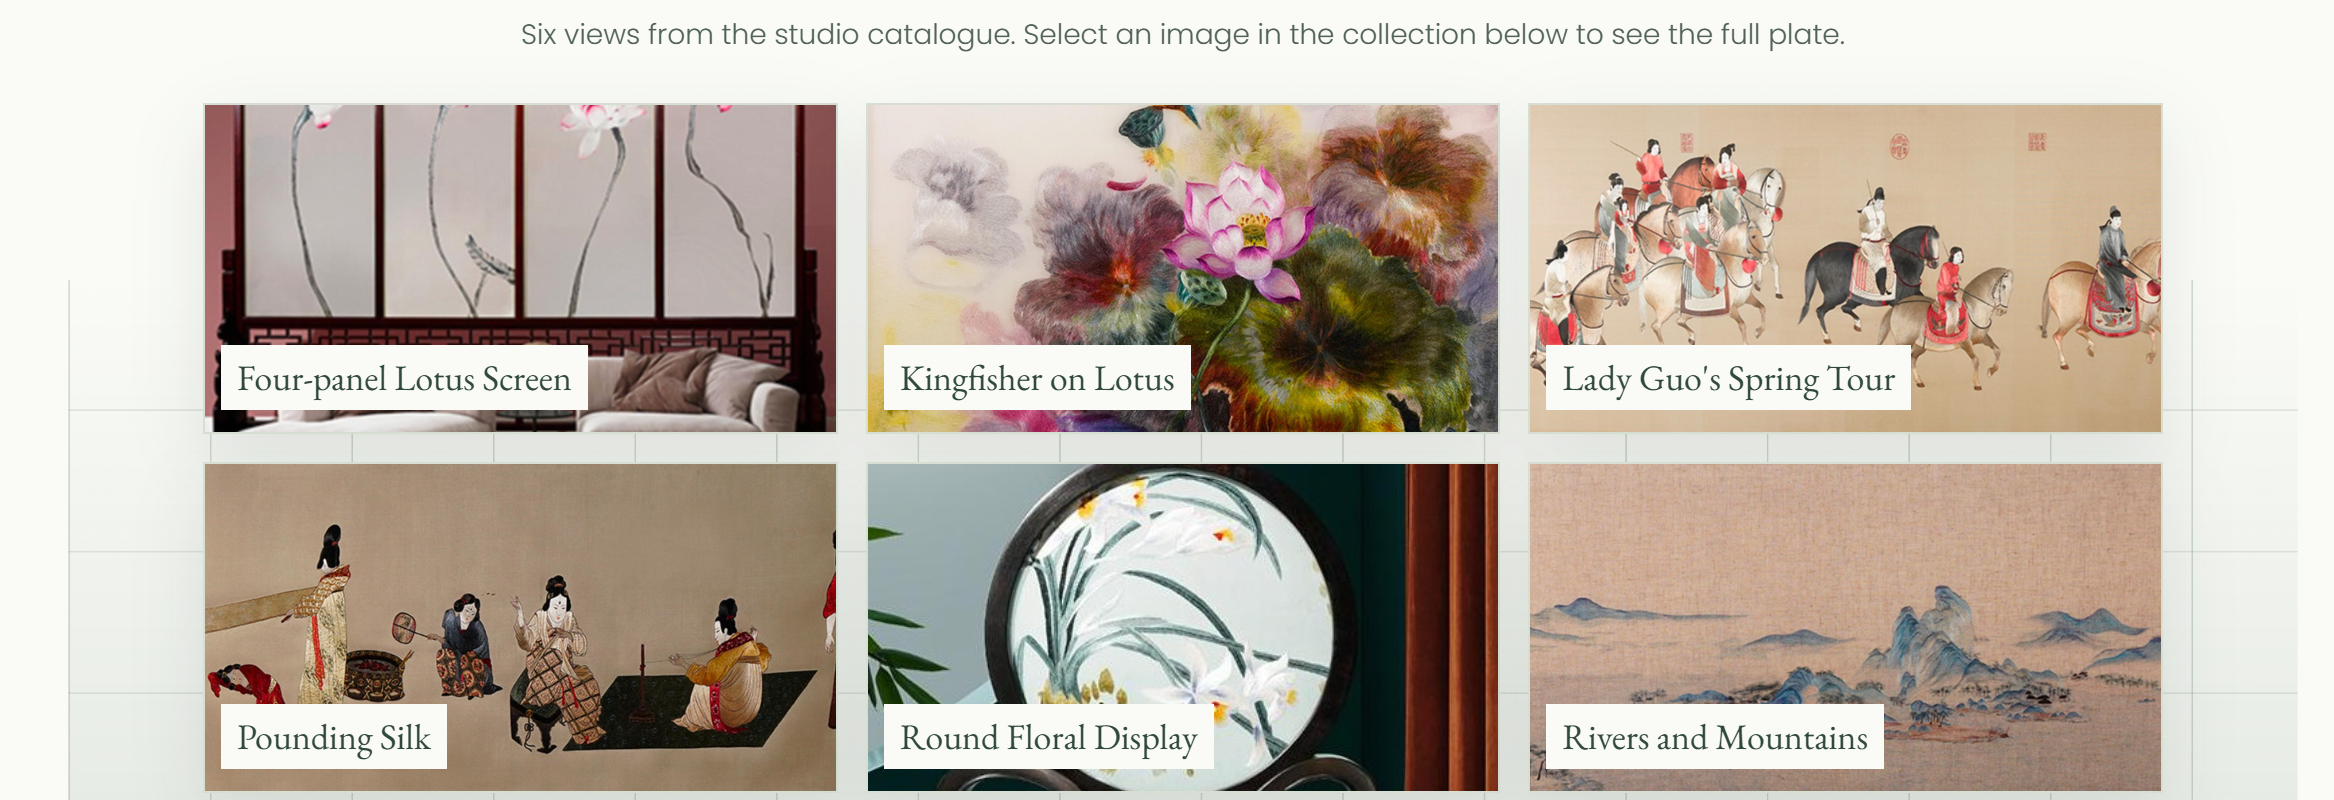 Six views from the studio catalogue. Select an image in the collection below to see the full plate.
Four-panel Lotus Screen
Kingfisher on Lotus
Lady Guo's Spring Tour
Pounding Silk
Round Floral Display
Rivers and Mountains